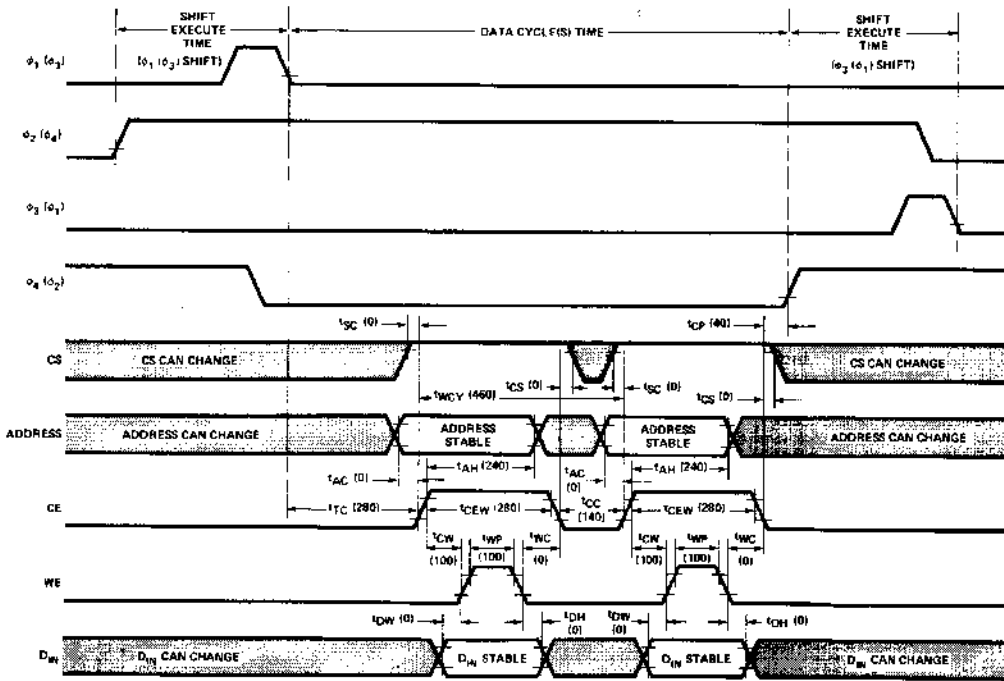 SHIFT
EXECUTE
TIME
(ϕ1 (ϕ3) SHIFT)
DATA CYCLE(S) TIME
SHIFT
EXECUTE
TIME
(ϕ3 (ϕ1) SHIFT)
ϕ1 (ϕ3)
ϕ2 (ϕ4)
ϕ3 (ϕ1)
ϕ4 (ϕ2)
tSC (0)
tCP (40)
CS
CS CAN CHANGE
CS CAN CHANGE
tCS (0)
tSC (0)
tCS (0)
tWCY (460)
ADDRESS
ADDRESS CAN CHANGE
ADDRESS
STABLE
ADDRESS
STABLE
ADDRESS CAN CHANGE
tAC (0)
tAH (240)
tAC
(0)
tAH (240)
CE
tTC (280)
tCEW (280)
tCC
(140)
tCEW (280)
tCW
(100)
tWP
(100)
tWC
(0)
tCW
(100)
tWP
(100)
tWC
(0)
WE
tDW (0)
tDH
(0)
tDW
(0)
tDH (0)
DIN
DIN CAN CHANGE
DIN STABLE
DIN STABLE
DIN CAN CHANGE